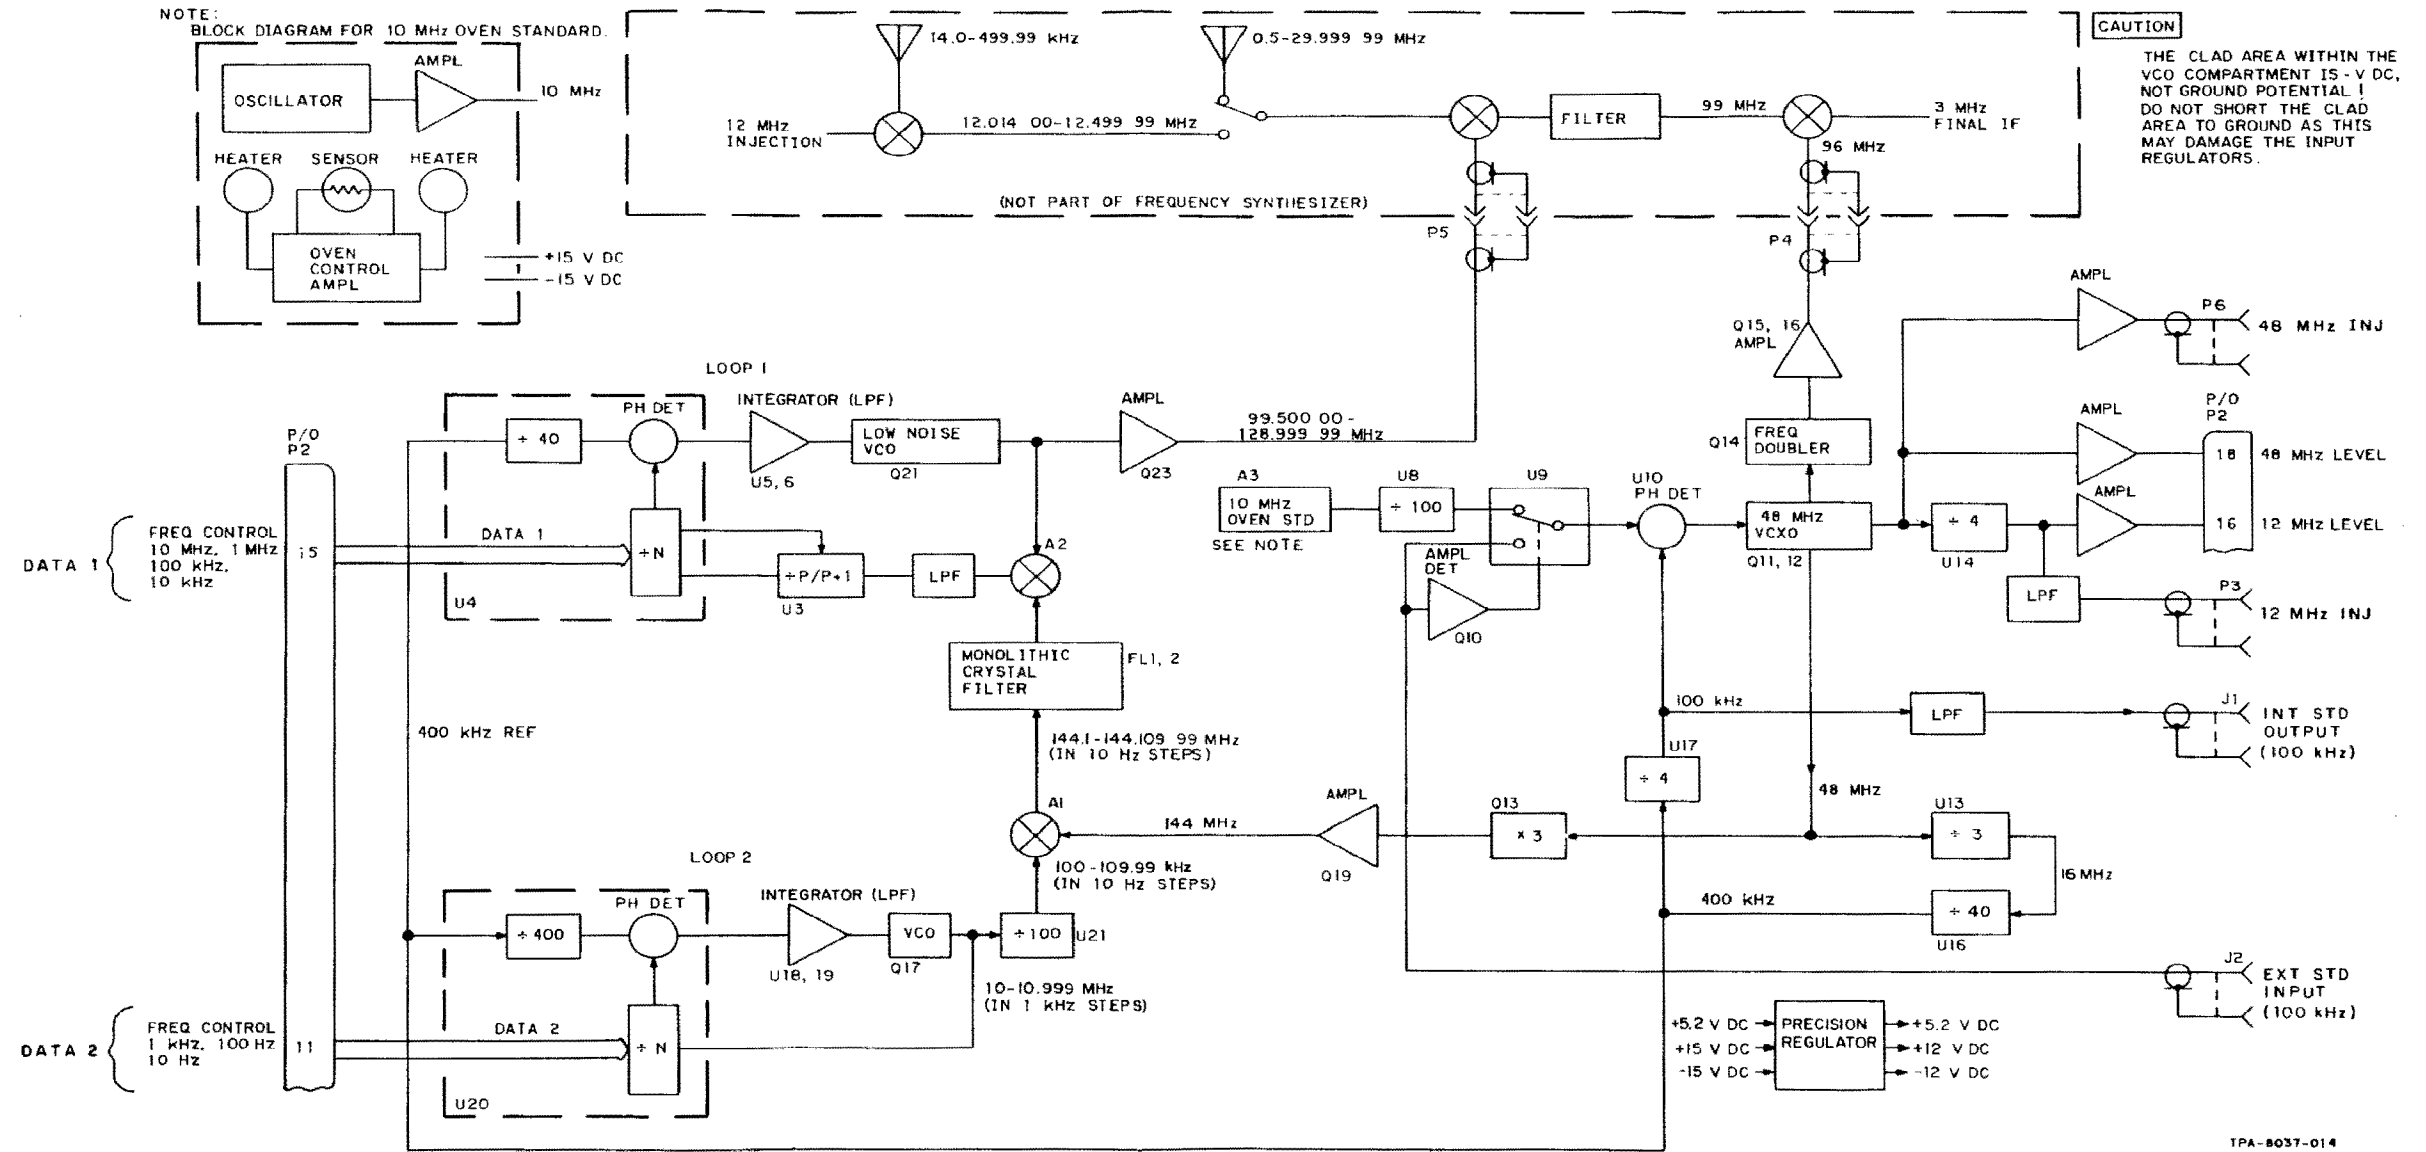 NOTE:
BLOCK DIAGRAM FOR 10 MHz OVEN STANDARD.
OSCILLATOR
AMPL
10 MHz
HEATER
SENSOR
HEATER
OVEN
CONTROL
AMPL
+15 V DC
-15 V DC
14.0-499.99 kHz
0.5-29.999 99 MHz
12 MHz
INJECTION
12.014 00-12.499 99 MHz
FILTER
99 MHz
3 MHz
FINAL IF
96 MHz
(NOT PART OF FREQUENCY SYNTHESIZER)
P5
P4
CAUTION
THE CLAD AREA WITHIN THE
VCO COMPARTMENT IS -V DC,
NOT GROUND POTENTIAL !
DO NOT SHORT THE CLAD
AREA TO GROUND AS THIS
MAY DAMAGE THE INPUT
REGULATORS.
LOOP 1
P/O
P2
÷ 40
PH DET
INTEGRATOR (LPF)
U5, 6
LOW NOISE
VCO
Q21
AMPL
Q23
99.500 00-
128.999 99 MHz
DATA 1
FREQ CONTROL
10 MHz, 1 MHz
100 kHz,
10 kHz
15
DATA 1
÷N
U4
÷P/P+1
U3
LPF
A2
MONOLITHIC
CRYSTAL
FILTER
FL1, 2
400 kHz REF
144.1-144.109 99 MHz
(IN 10 Hz STEPS)
A1
144 MHz
AMPL
Q19
100-109.99 kHz
(IN 10 Hz STEPS)
LOOP 2
÷ 400
PH DET
INTEGRATOR (LPF)
U18, 19
VCO
Q17
÷100
U21
10-10.999 MHz
(IN 1 kHz STEPS)
DATA 2
FREQ CONTROL
1 kHz, 100 Hz
10 Hz
11
DATA 2
÷ N
U20
A3
10 MHz
OVEN STD
SEE NOTE
U8
÷ 100
U9
AMPL
DET
Q10
U10
PH DET
Q15, 16
AMPL
Q14
FREQ
DOUBLER
48 MHz
VCXO
Q11, 12
AMPL
P6
48 MHz INJ
AMPL
P/O
P2
18
48 MHz LEVEL
÷ 4
U14
AMPL
16
12 MHz LEVEL
LPF
P3
12 MHz INJ
100 kHz
LPF
J1
INT STD
OUTPUT
(100 kHz)
U17
÷ 4
48 MHz
Q13
× 3
U13
÷ 3
16 MHz
400 kHz
÷ 40
U16
J2
EXT STD
INPUT
(100 kHz)
+5.2 V DC
+15 V DC
-15 V DC
PRECISION
REGULATOR
+5.2 V DC
+12 V DC
-12 V DC
TPA-8037-014